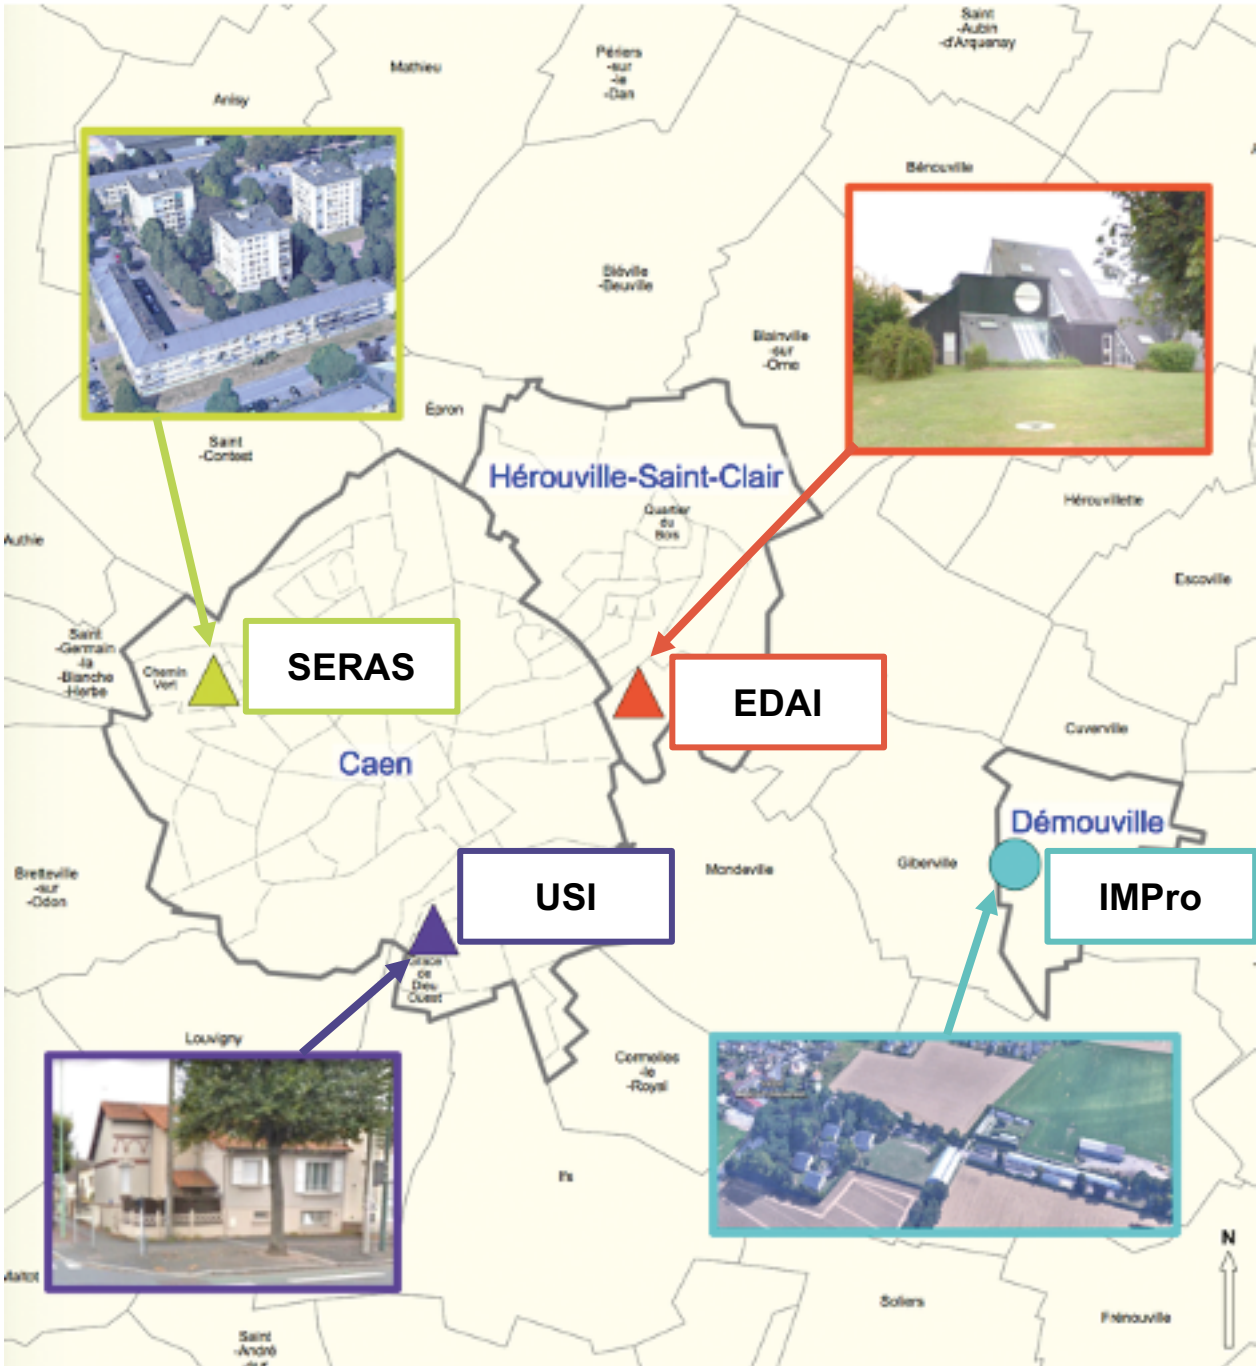 Saint
-Aubin
-d'Arquenay
Périers
-sur
-le
-Dan
Mathieu
Anisy
Bénouville
Biéville
-Beuville
Blainville
-sur
-Orne
Épron
Saint
-Contest
Hérouville-Saint-Clair
Quartier
du
Bois
Hérouvillette
Authie
Escoville
Saint
-Germain
-la
-Blanche
-Herbe
Chemin
Vert
SERAS
EDAI
Cuverville
Caen
Démouville
Bretteville
-sur
-Odon
Mondeville
Giberville
USI
IMPro
Grace
de
Dieu
Ouest
Louvigny
Cormelles
-le
-Royal
Ifs
N
Maltot
Soliers
Frénouville
Saint
-André